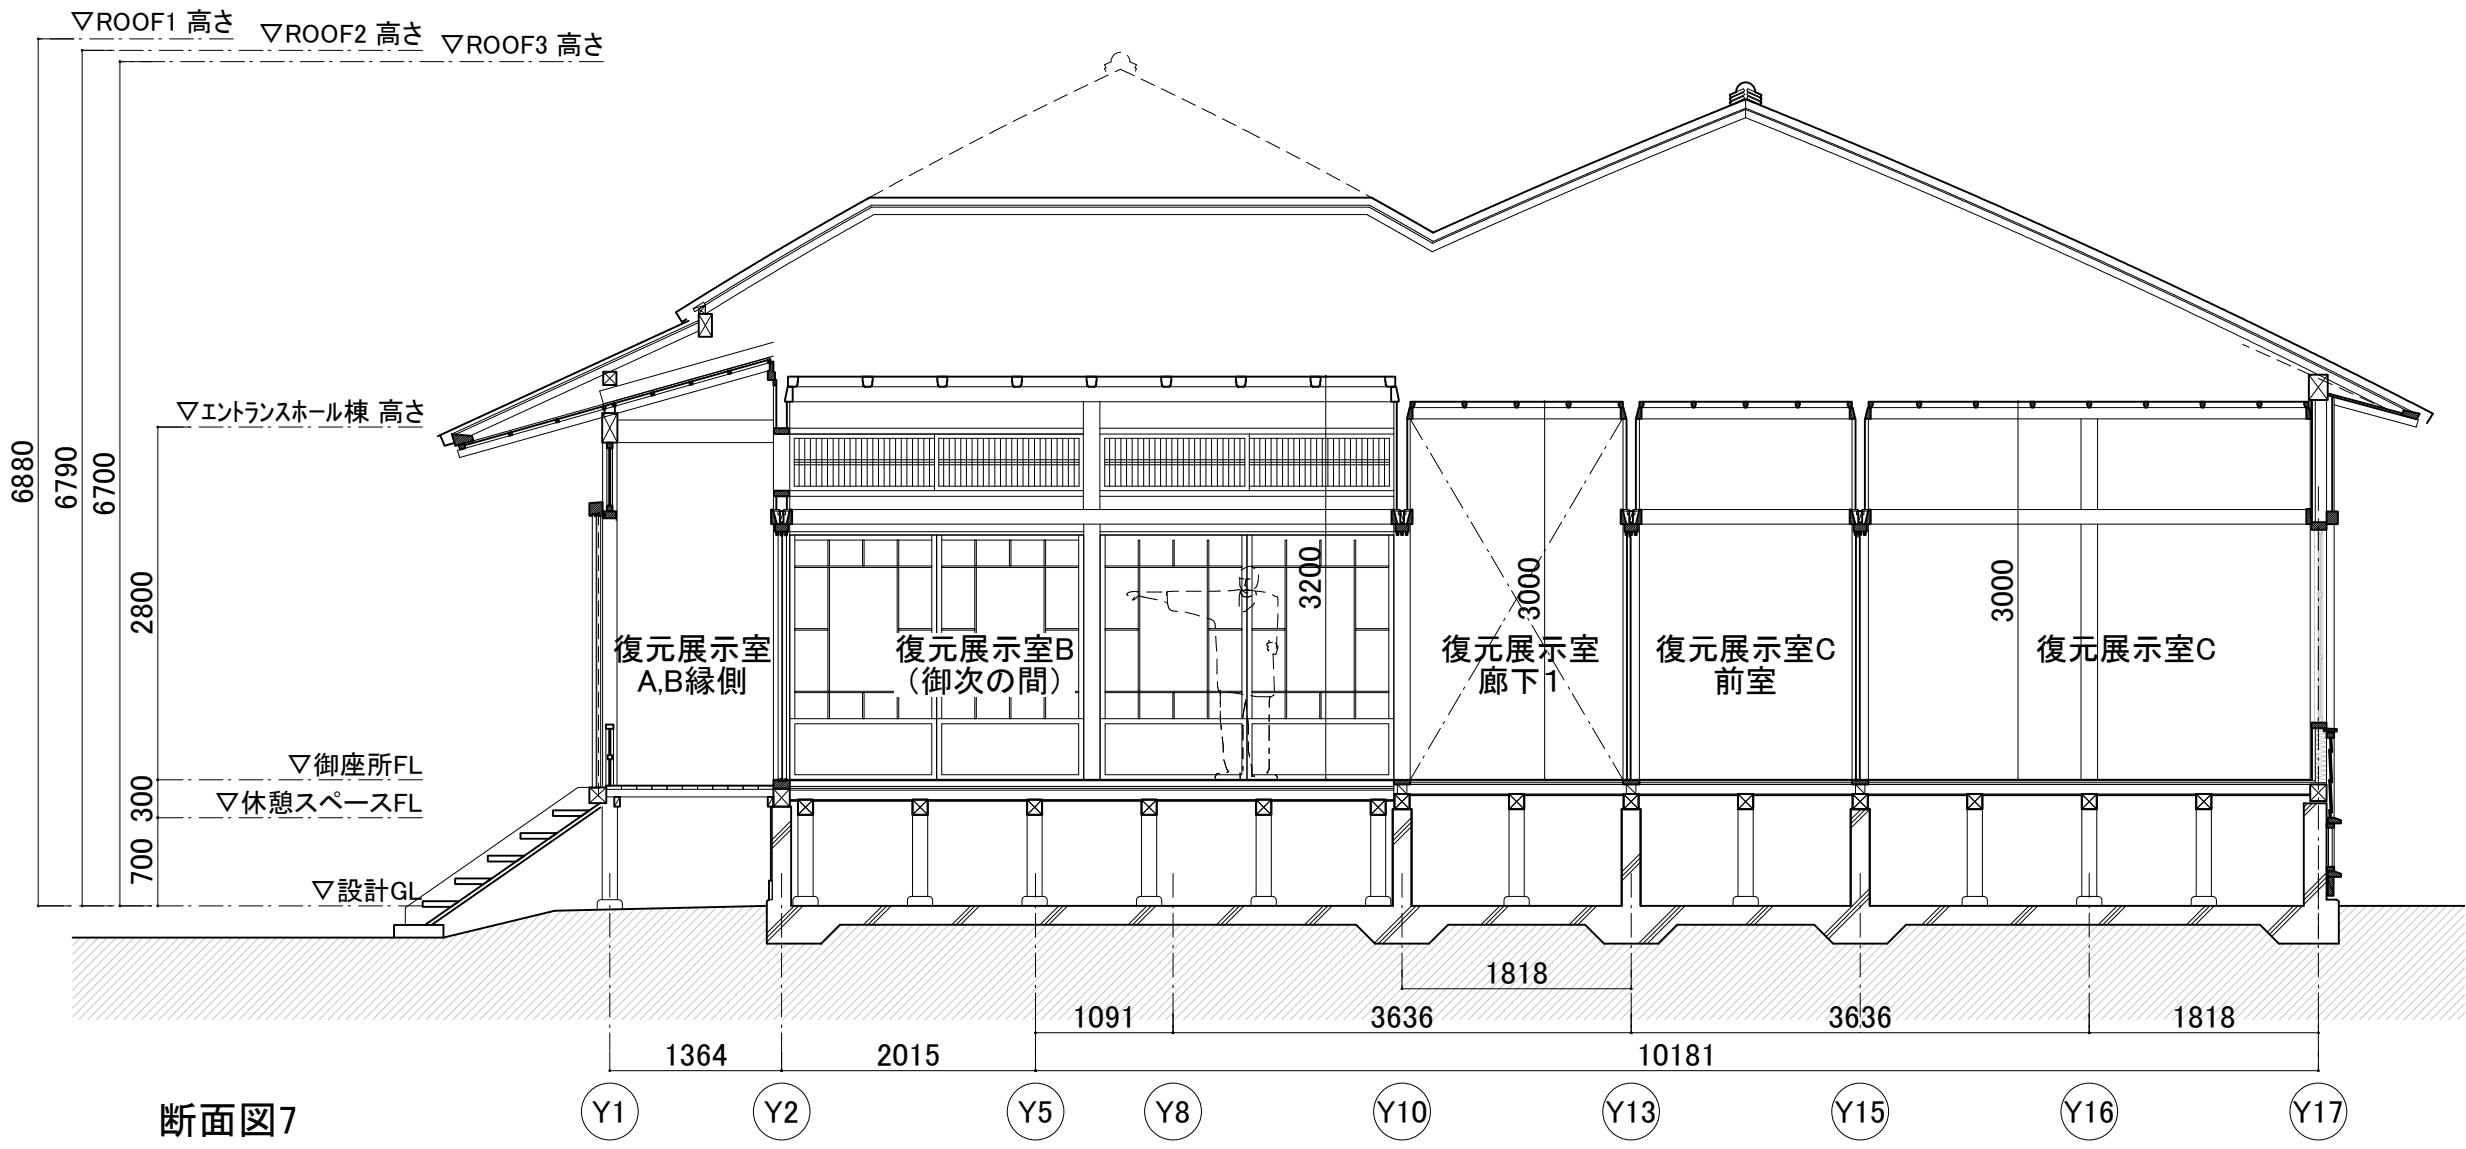 ▽ROOF1 高さ
▽ROOF2 高さ
▽ROOF3 高さ
▽エントランスホール棟 高さ
6880
6790
6700
28000
3200
3000
3000
復元展示室
A,B縁側
復元展示室B
（御次の間）
復元展示室
廊下1
復元展示室C
前室
復元展示室C
▽御座所FL
300
▽休憩スペースFL
700
▽設計GL
1818
1091
3636
3636
1818
1364
2015
10181
Y1
Y2
Y5
Y8
Y10
Y13
Y15
Y16
Y17
断面図7